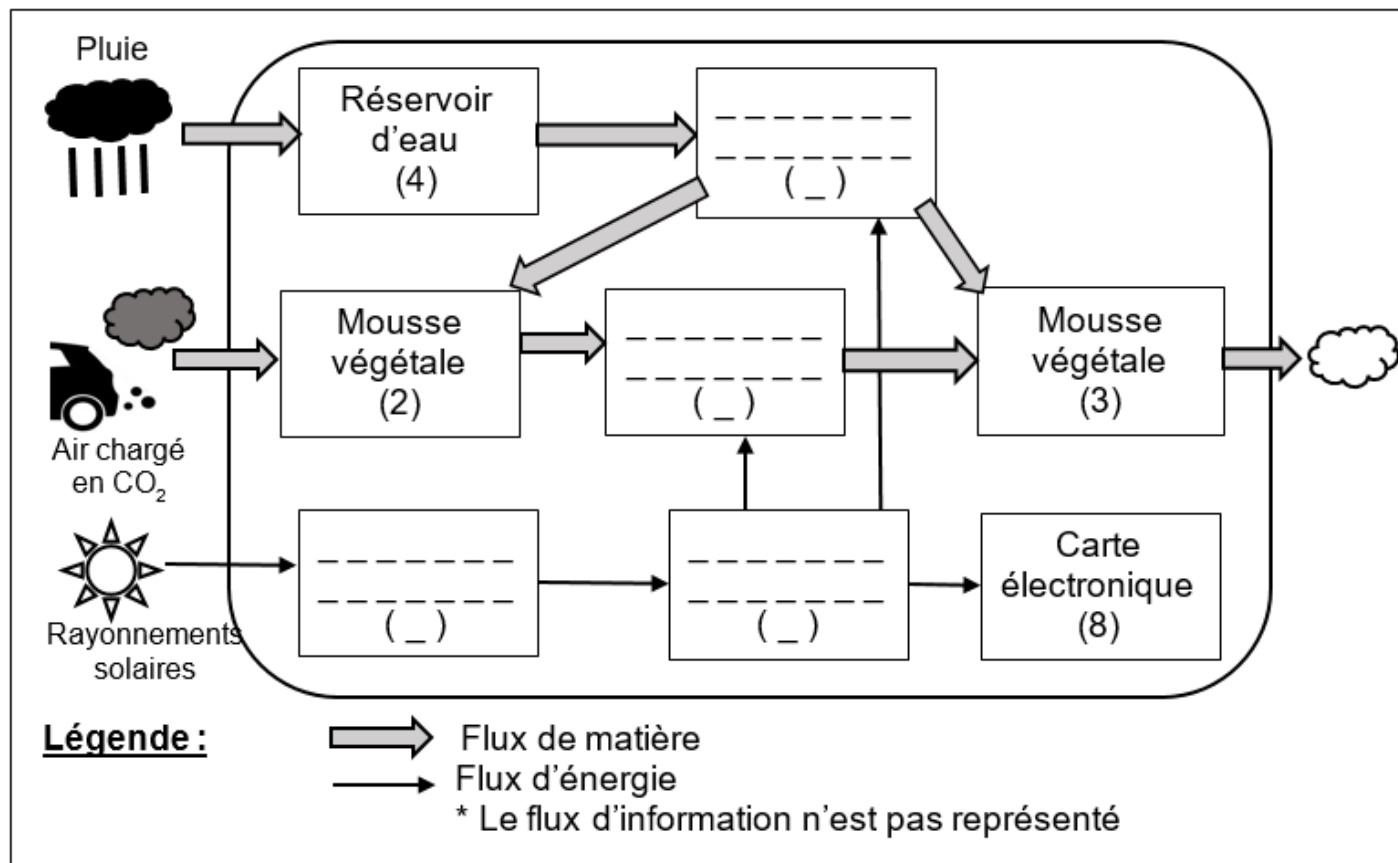 Pluie
Réservoir
d’eau
(4)
_ _ _ _ _ _ _
_ _ _ _ _ _ _
( _ )
Mousse
végétale
(2)
_ _ _ _ _ _ _
_ _ _ _ _ _ _
( _ )
Mousse
végétale
(3)
Air chargé
en CO₂
_ _ _ _ _ _ _
_ _ _ _ _ _ _
( _ )
_ _ _ _ _ _ _
_ _ _ _ _ _ _
( _ )
Carte
électronique
(8)
Rayonnements
solaires
Légende :
Flux de matière
Flux d’énergie
* Le flux d’information n’est pas représenté